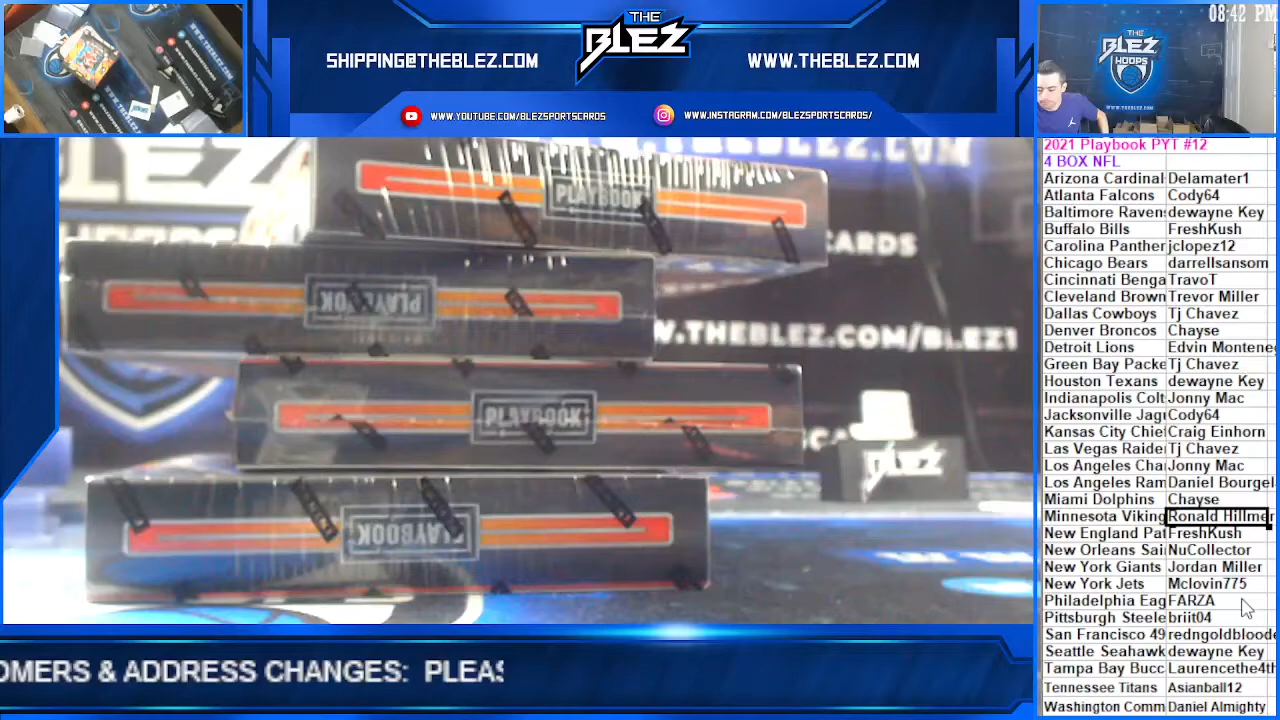 SHIPPING@THEBLEZ.COM
THE
BLEZ
WWW.THEBLEZ.COM
WWW.YOUTUBE.COM/BLEZSPORTSCARDS
WWW.INSTAGRAM.COM/BLEZSPORTSCARDS/
08:42 PM
THE
BLEZ
HOOPS
2021 Playbook PYT #12
4 BOX NFL
Arizona Cardinal Delamater1
Atlanta Falcons Cody64
Baltimore Raven dewayne Key
Buffalo Bills FreshKush
Carolina Panther jclopez12
Chicago Bears darrellsansom
Cincinati Benga TravoT
Cleveland Brown Trevor Miller
Dallas Cowboys Tj Chavez
Denver Broncos Chayse
Detroit Lions Edvin Montene
Green Bay Packe Tj Chavez
Houston Texans dewayne Key
Indianapolis Colt Jonny Mac
Jacksonville Jag Cody64
Kansas City Chief Craig Einhorn
Las Vegas Raide Tj Chavez
Los Angeles Cha Jonny Mac
Los Angeles Ram Daniel Bourgel
Miami Dolphins Chayse
Minnesota Viking Ronald Hillme
New England Pat FreshKush
New Orleans Sai NuCollector
New York Giants Jordan Miller
New York Jets Mclovin775
Philadelphia Eag FARZA
Pittsburgh Steele briit04
San Francisco 49 redngoldbloode
Seattle Seahawk dewayne Key
Tampa Bay Bucc Laurencethe4th
Tennessee Titans Asianball12
Washington Comm Daniel Almighty
PLAYBOOK
PLAYBOOK
PLAYBOOK
PLAYBOOK
CARDS
W.THEBLEZ.COM/BLEZ1
BLEZ
OMERS & ADDRESS CHANGES: PLEAS